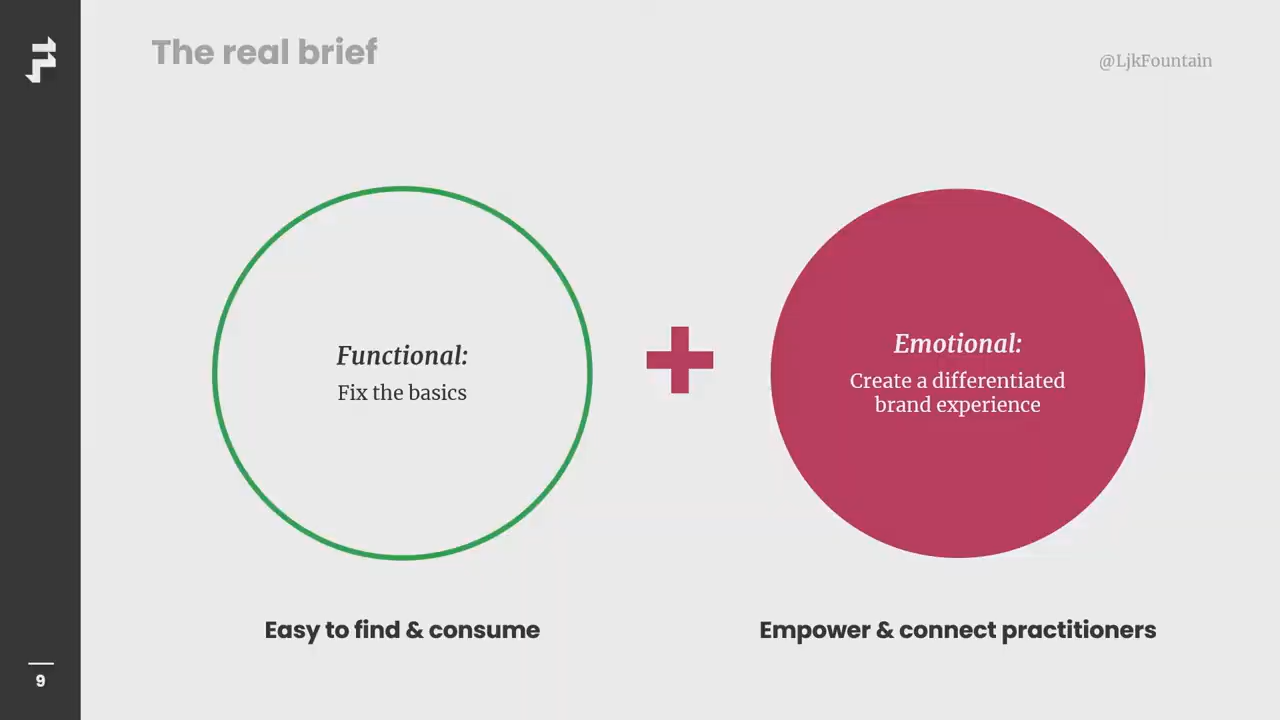 The real brief
@LjkFountain
Functional:
Fix the basics
Emotional:
Create a differentiated
brand experience
Easy to find & consume
Empower & connect practitioners
9